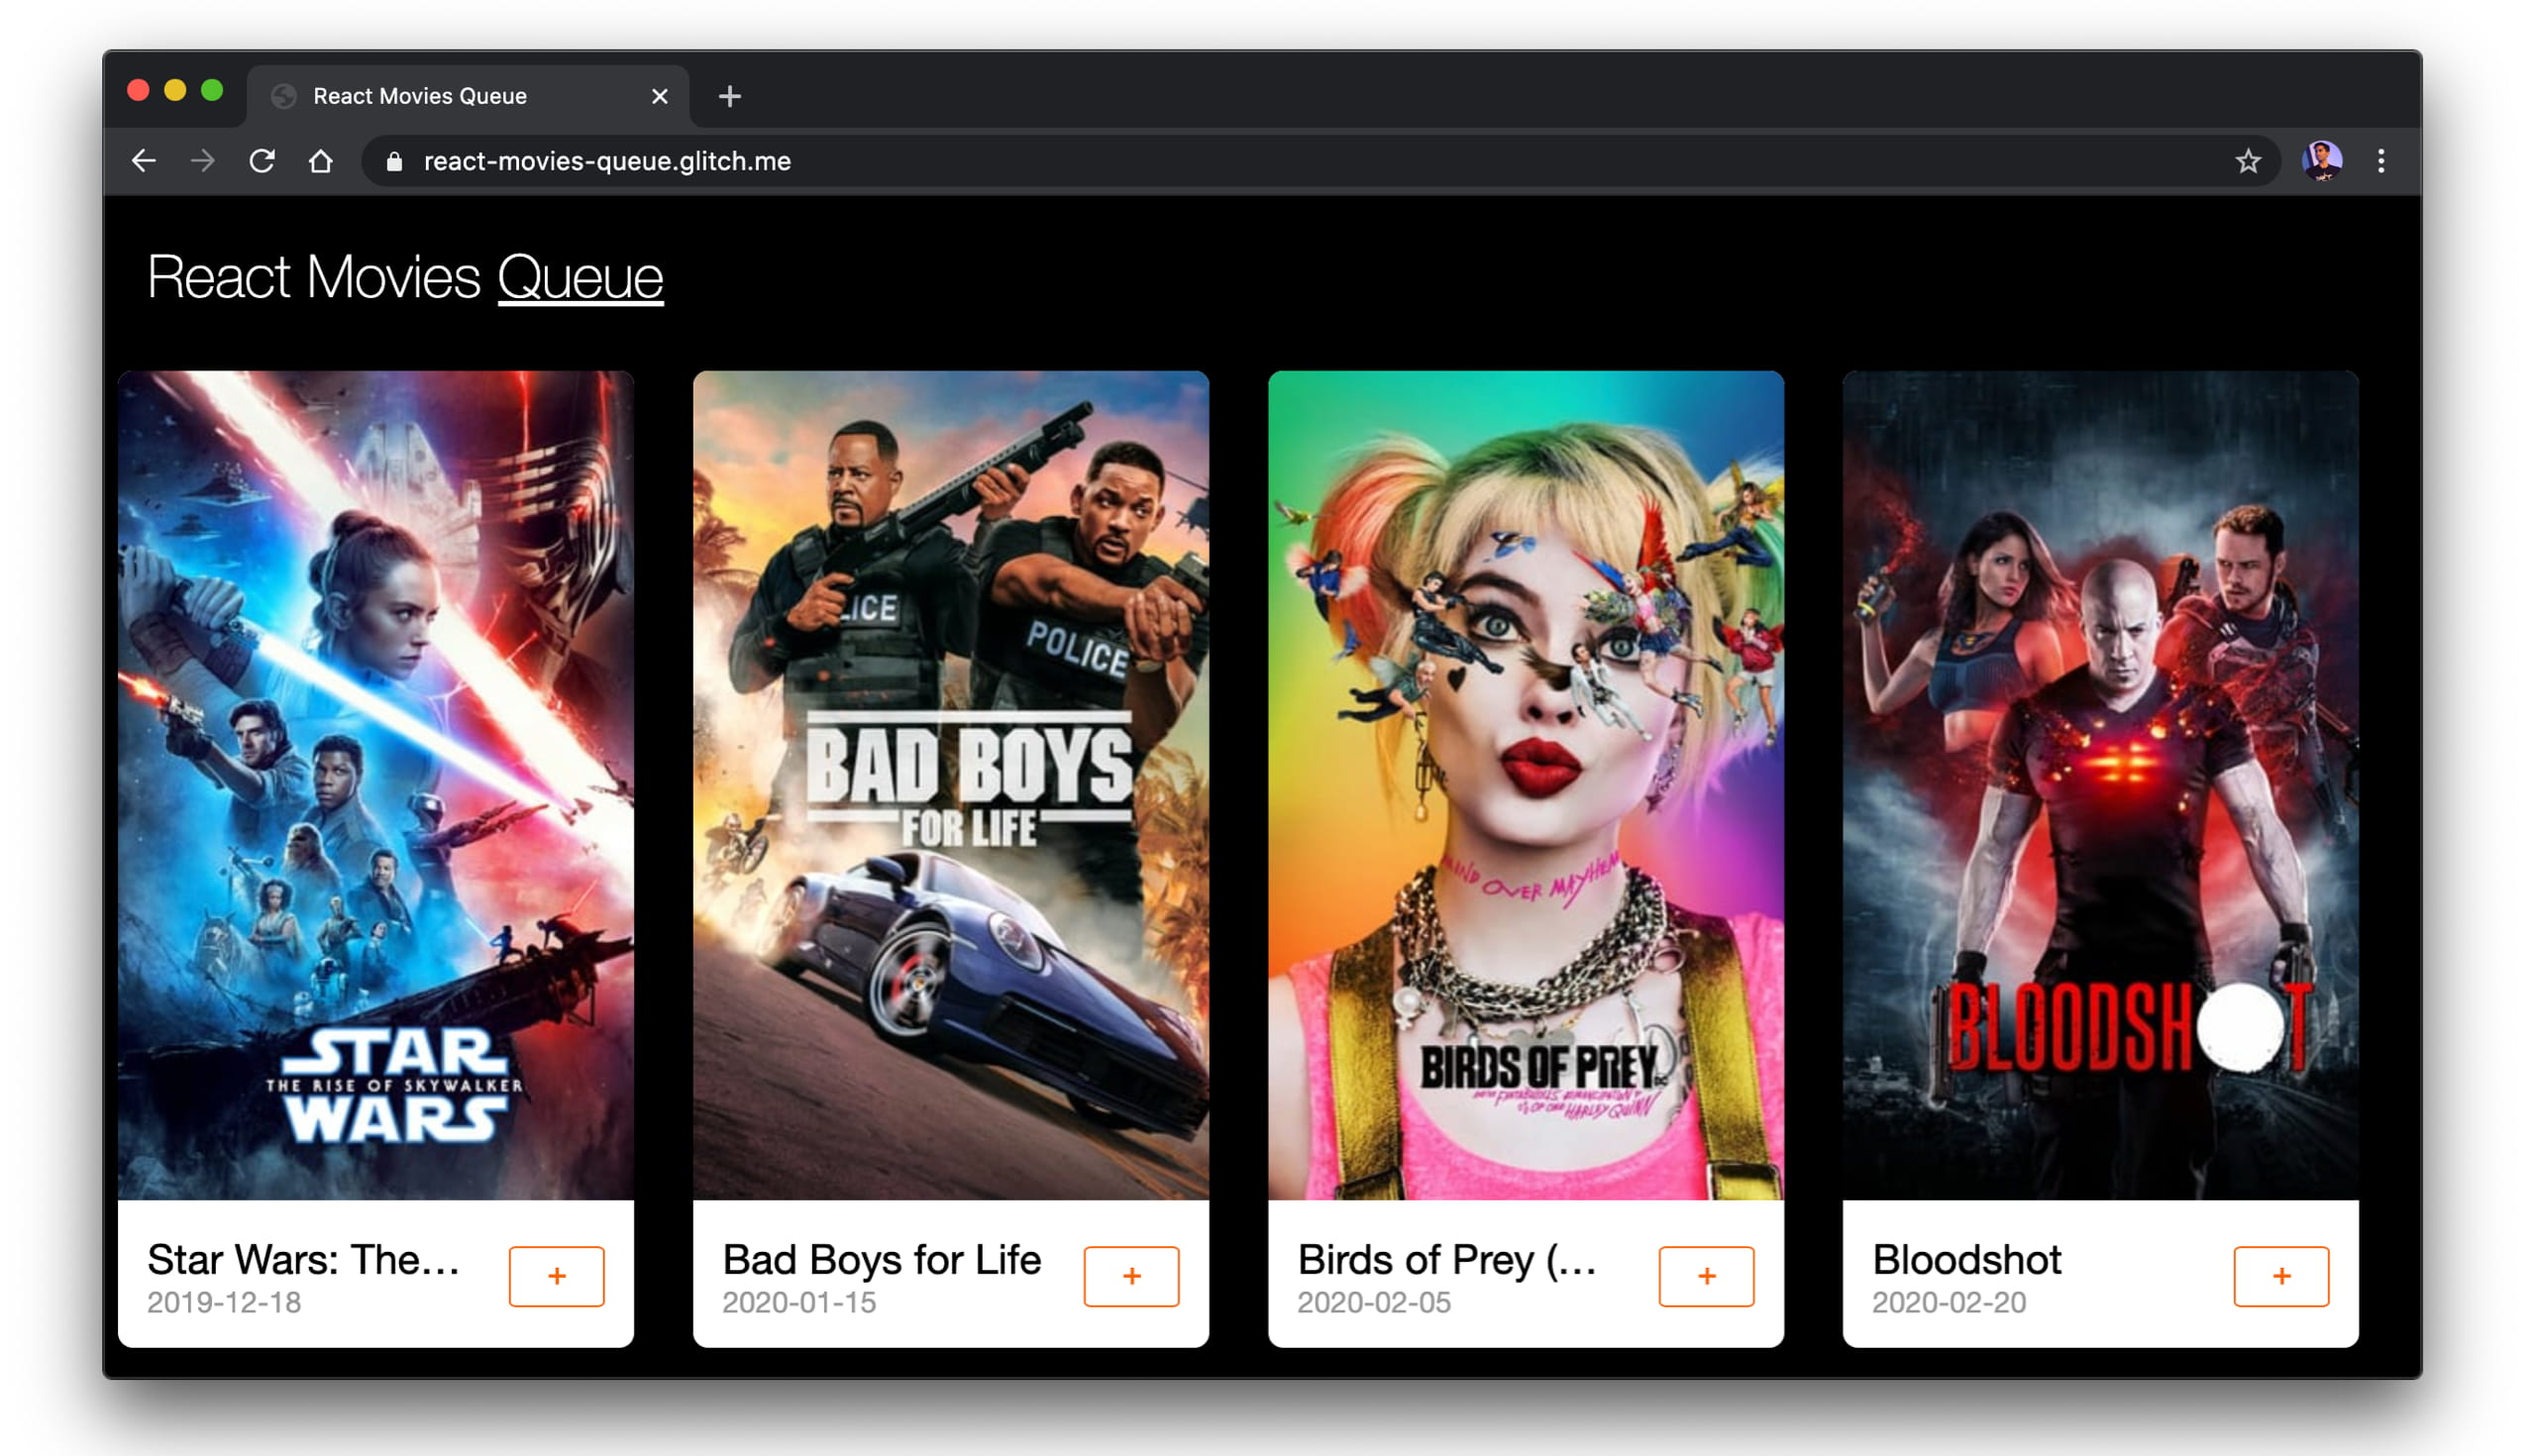 React Movies Queue
react-movies-queue.glitch.me
React Movies Queue
STAR
THE RISE OF SKYWALKER
WARS
LICE
POLICE
BAD BOYS
FOR LIFE
MIND OVER MAYHEM
BIRDS OF PREY
HARLEY QUINN
BLOODSHOT
Star Wars: The...
2019-12-18
+
Bad Boys for Life
2020-01-15
+
Birds of Prey (...
2020-02-05
+
Bloodshot
2020-02-20
+